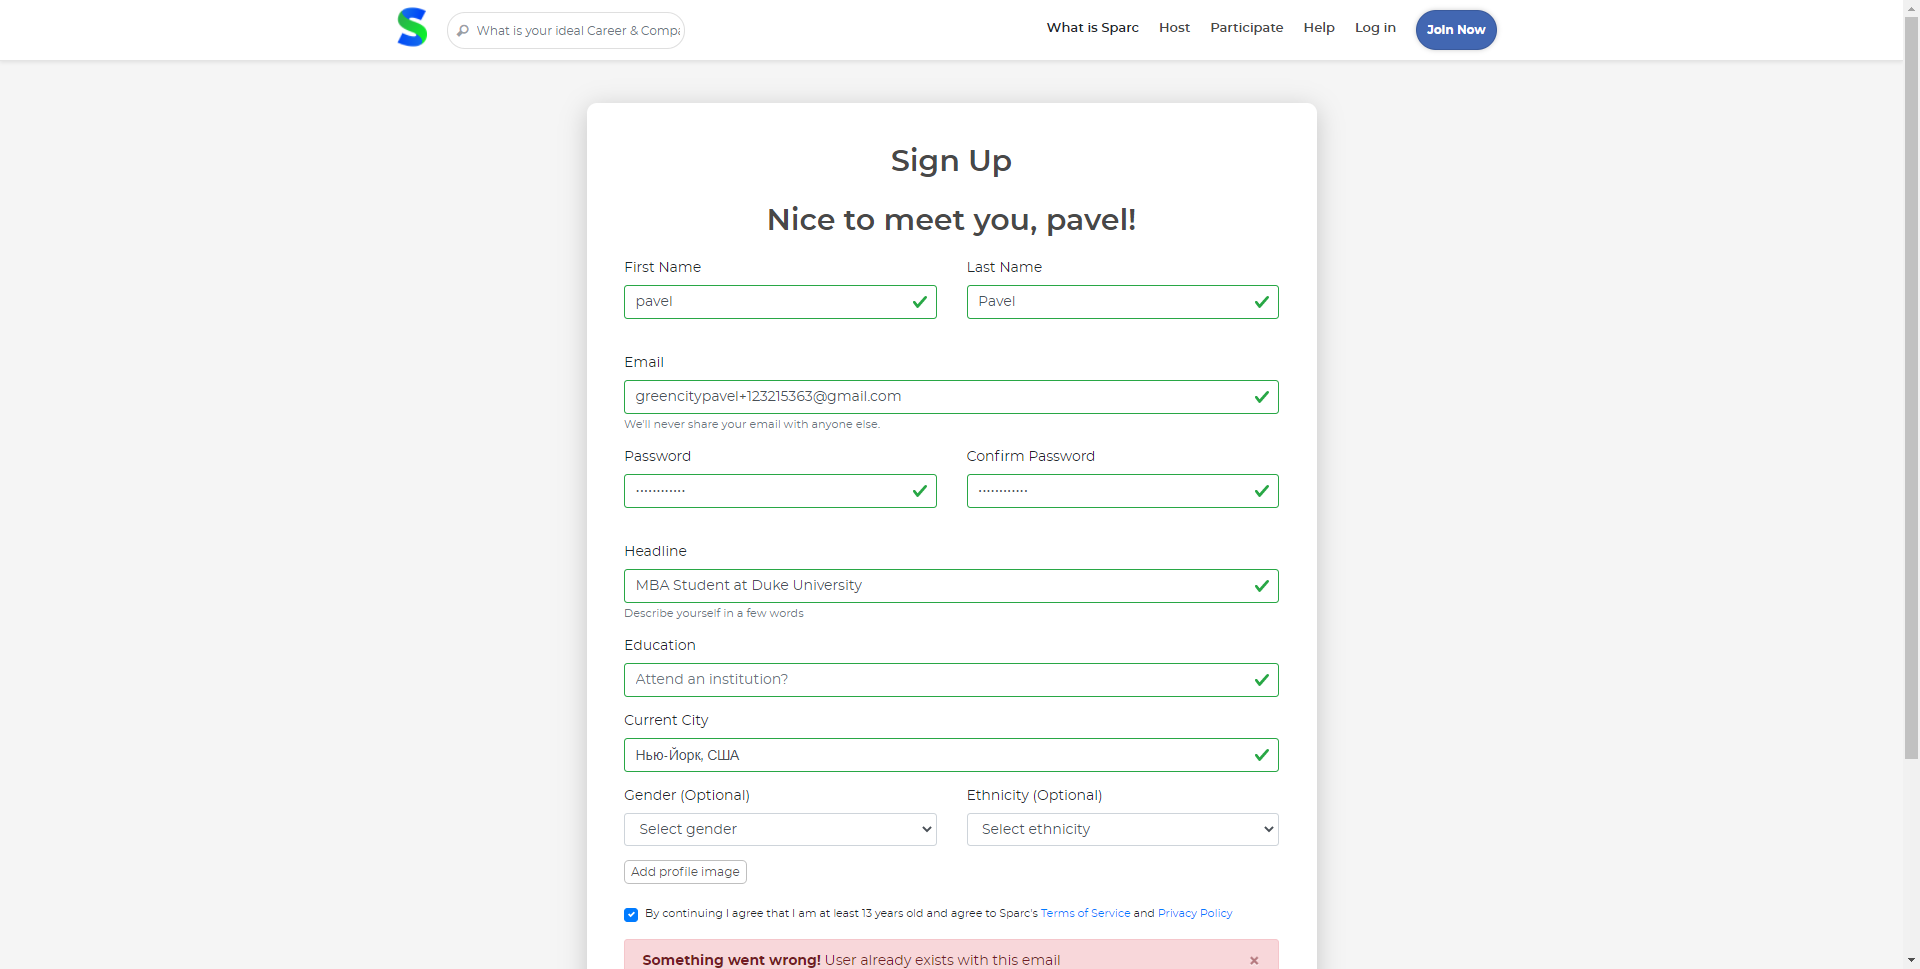 What is your ideal Career & Comp
What is Sparc Host Participate Help Log in Join Now
Sign Up
Nice to meet you, pavel!
First Name Last Name
pavel Pavel
Email
greencitypavel+123215363@gmail.com
We'll never share your email with anyone else.
Password Confirm Password
············ ············
Headline
MBA Student at Duke University
Describe yourself in a few words
Education
Attend an institution?
Current City
Нью-Йорк, США
Gender (Optional) Ethnicity (Optional)
Select gender Select ethnicity
Add profile image
By continuing I agree that I am at least 13 years old and agree to Sparc's Terms of Service and Privacy Policy
Something went wrong! User already exists with this email ×